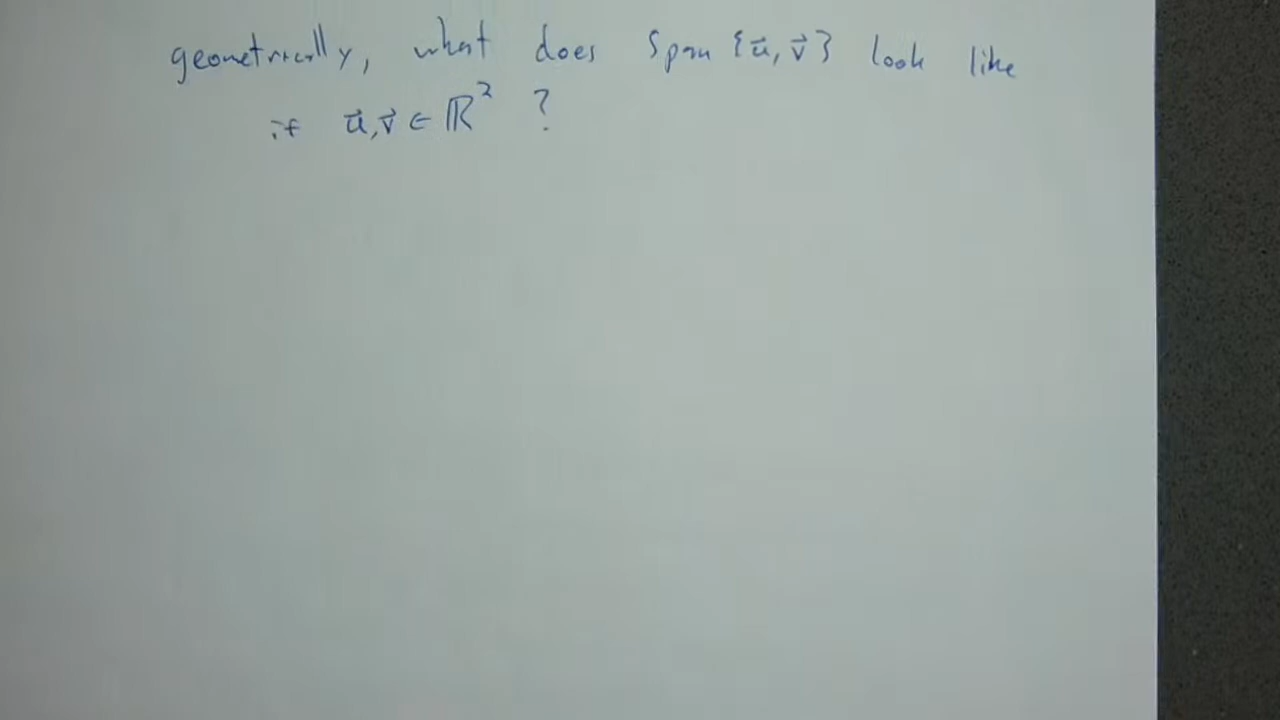 geometrically, what does Span {u⃗, v⃗} look like
if u⃗, v⃗ ∈ ℝ² ?